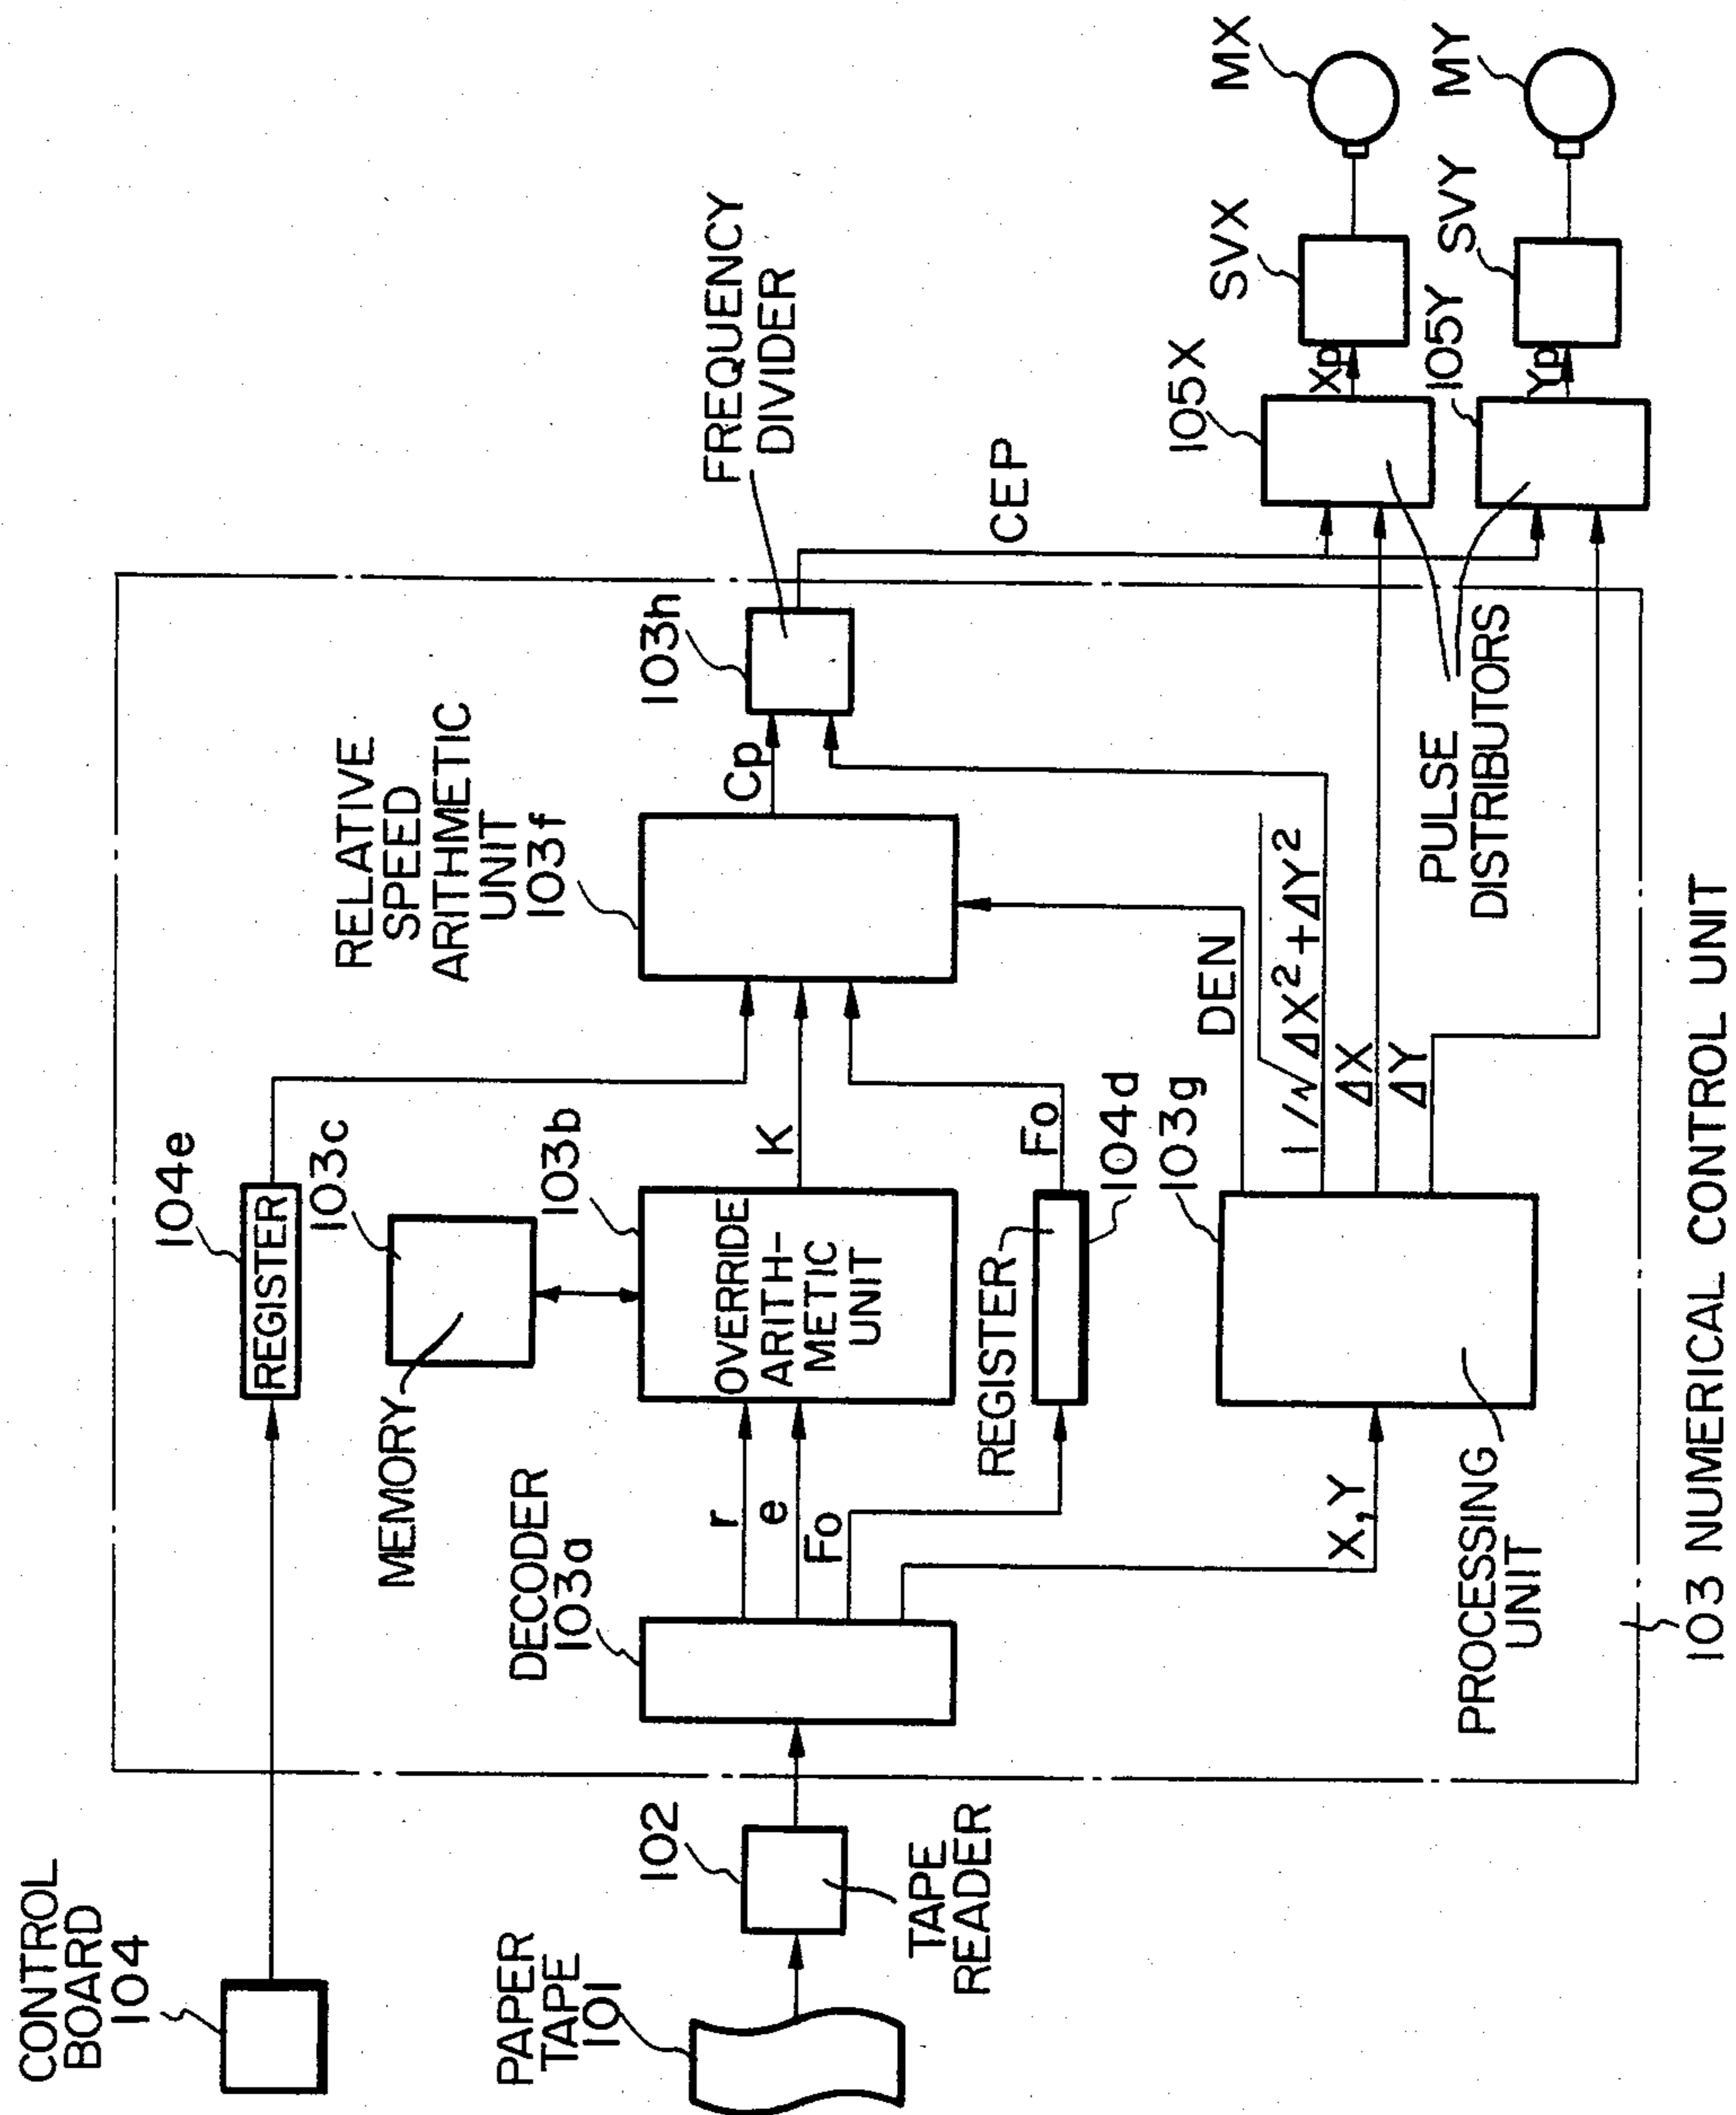 CONTROL
BOARD
104
PAPER
TAPE
101
102
TAPE
READER
DECODER
103a
r
e
Fo
X,Y
104e
REGISTER
103c
MEMORY
103b
OVERRIDE
ARITH-
METIC
UNIT
K
REGISTER
Fo
104d
103g
PROCESSING
UNIT
DEN
1/√ΔX²+ΔY²
ΔX
ΔY
RELATIVE
SPEED
ARITHMETIC
UNIT
103f
Cp
103h
FREQUENCY
DIVIDER
CEP
PULSE
DISTRIBUTORS
105X
Xp
SVX
MX
105Y
Yp
SVY
MY
103 NUMERICAL CONTROL UNIT